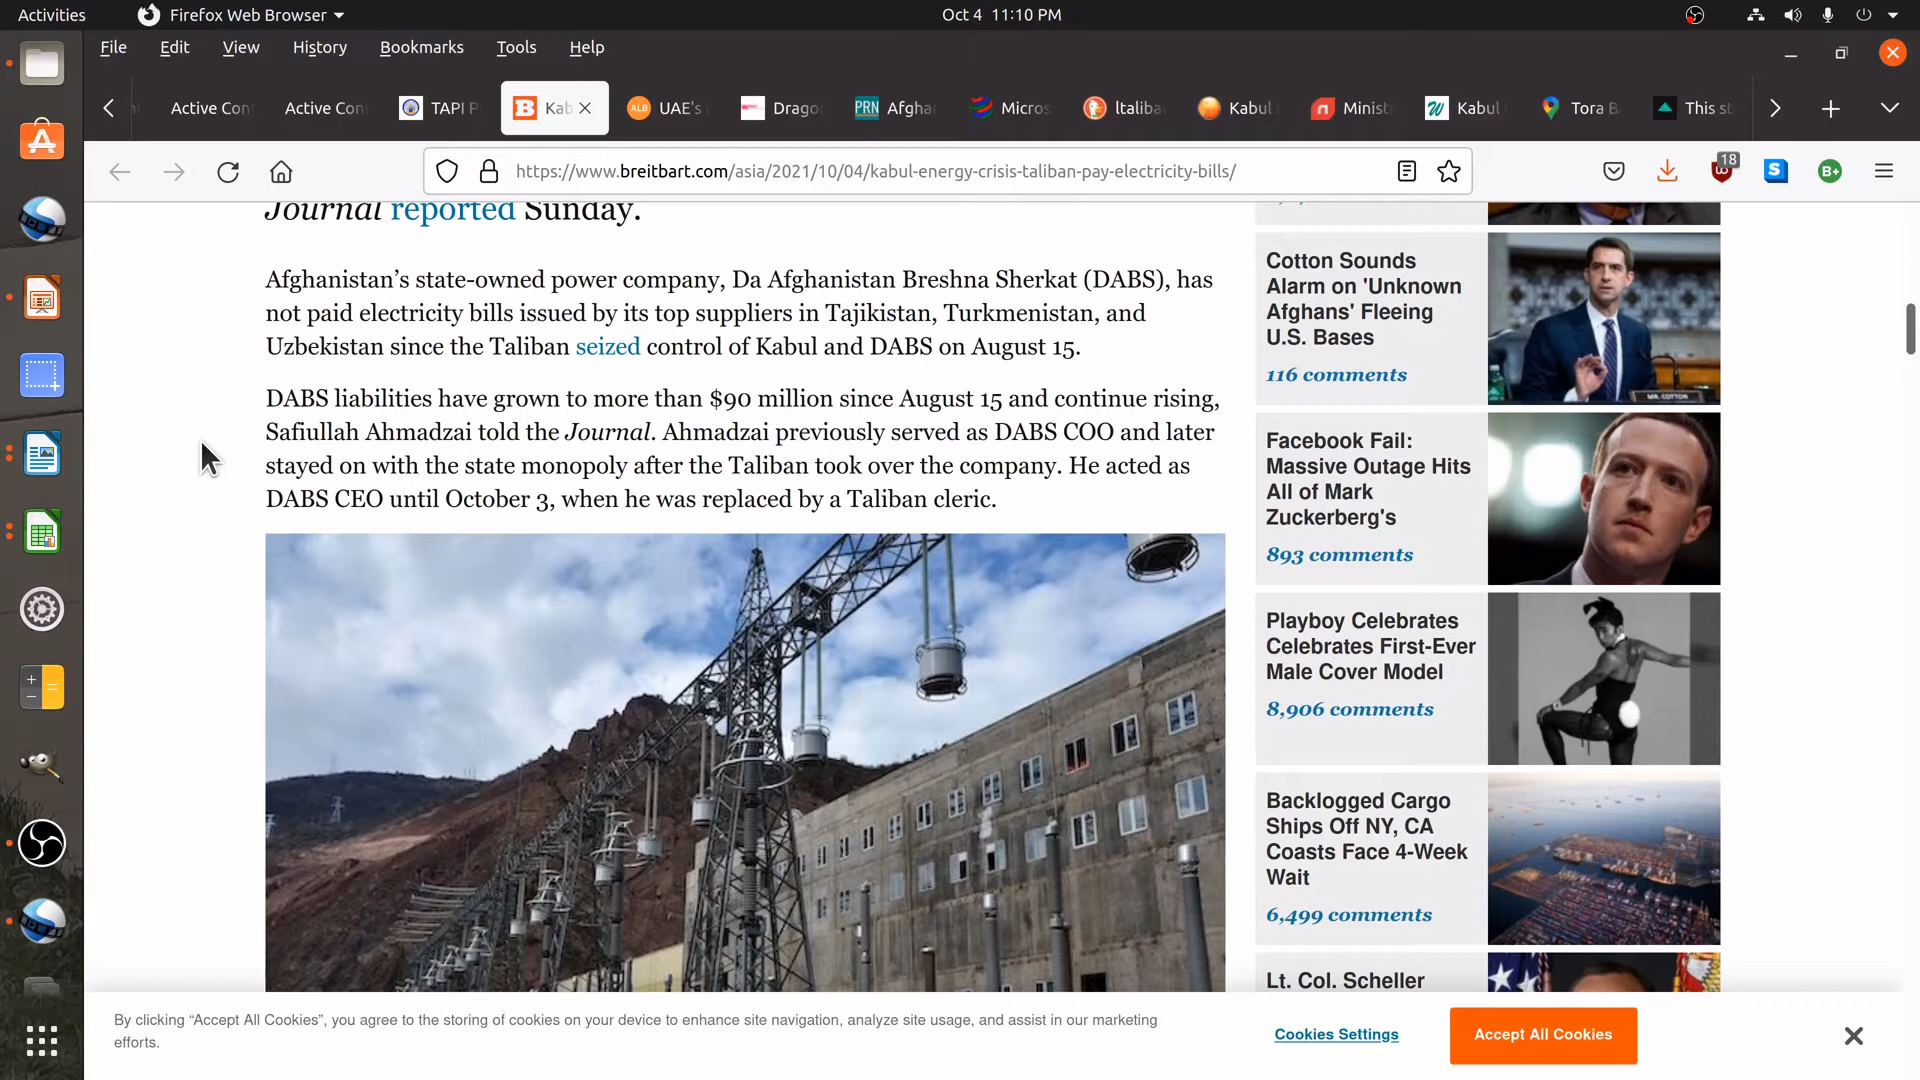 Activities
Firefox Web Browser
Oct 4 11:10 PM
File
Edit
View
History
Bookmarks
Tools
Help
Active Con
Active Con
TAPI P
Kab
ALB
UAE's
Drago
PRN
Afghan
Micros
ltaliba
Kabul
Minist
Kabul
Tora B
This st
https://www.breitbart.com/asia/2021/10/04/kabul-energy-crisis-taliban-pay-electricity-bills/
18
B+
Journal reported Sunday.
Afghanistan’s state-owned power company, Da Afghanistan Breshna Sherkat (DABS), has
not paid electricity bills issued by its top suppliers in Tajikistan, Turkmenistan, and
Uzbekistan since the Taliban seized control of Kabul and DABS on August 15.
DABS liabilities have grown to more than $90 million since August 15 and continue rising,
Safiullah Ahmadzai told the Journal. Ahmadzai previously served as DABS COO and later
stayed on with the state monopoly after the Taliban took over the company. He acted as
DABS CEO until October 3, when he was replaced by a Taliban cleric.
Cotton Sounds
Alarm on 'Unknown
Afghans' Fleeing
U.S. Bases
116 comments
MR. COTTON
Facebook Fail:
Massive Outage Hits
All of Mark
Zuckerberg's
893 comments
Playboy Celebrates
Celebrates First-Ever
Male Cover Model
8,906 comments
Backlogged Cargo
Ships Off NY, CA
Coasts Face 4-Week
Wait
6,499 comments
Lt. Col. Scheller
By clicking “Accept All Cookies”, you agree to the storing of cookies on your device to enhance site navigation, analyze site usage, and assist in our marketing
efforts.
Cookies Settings
Accept All Cookies